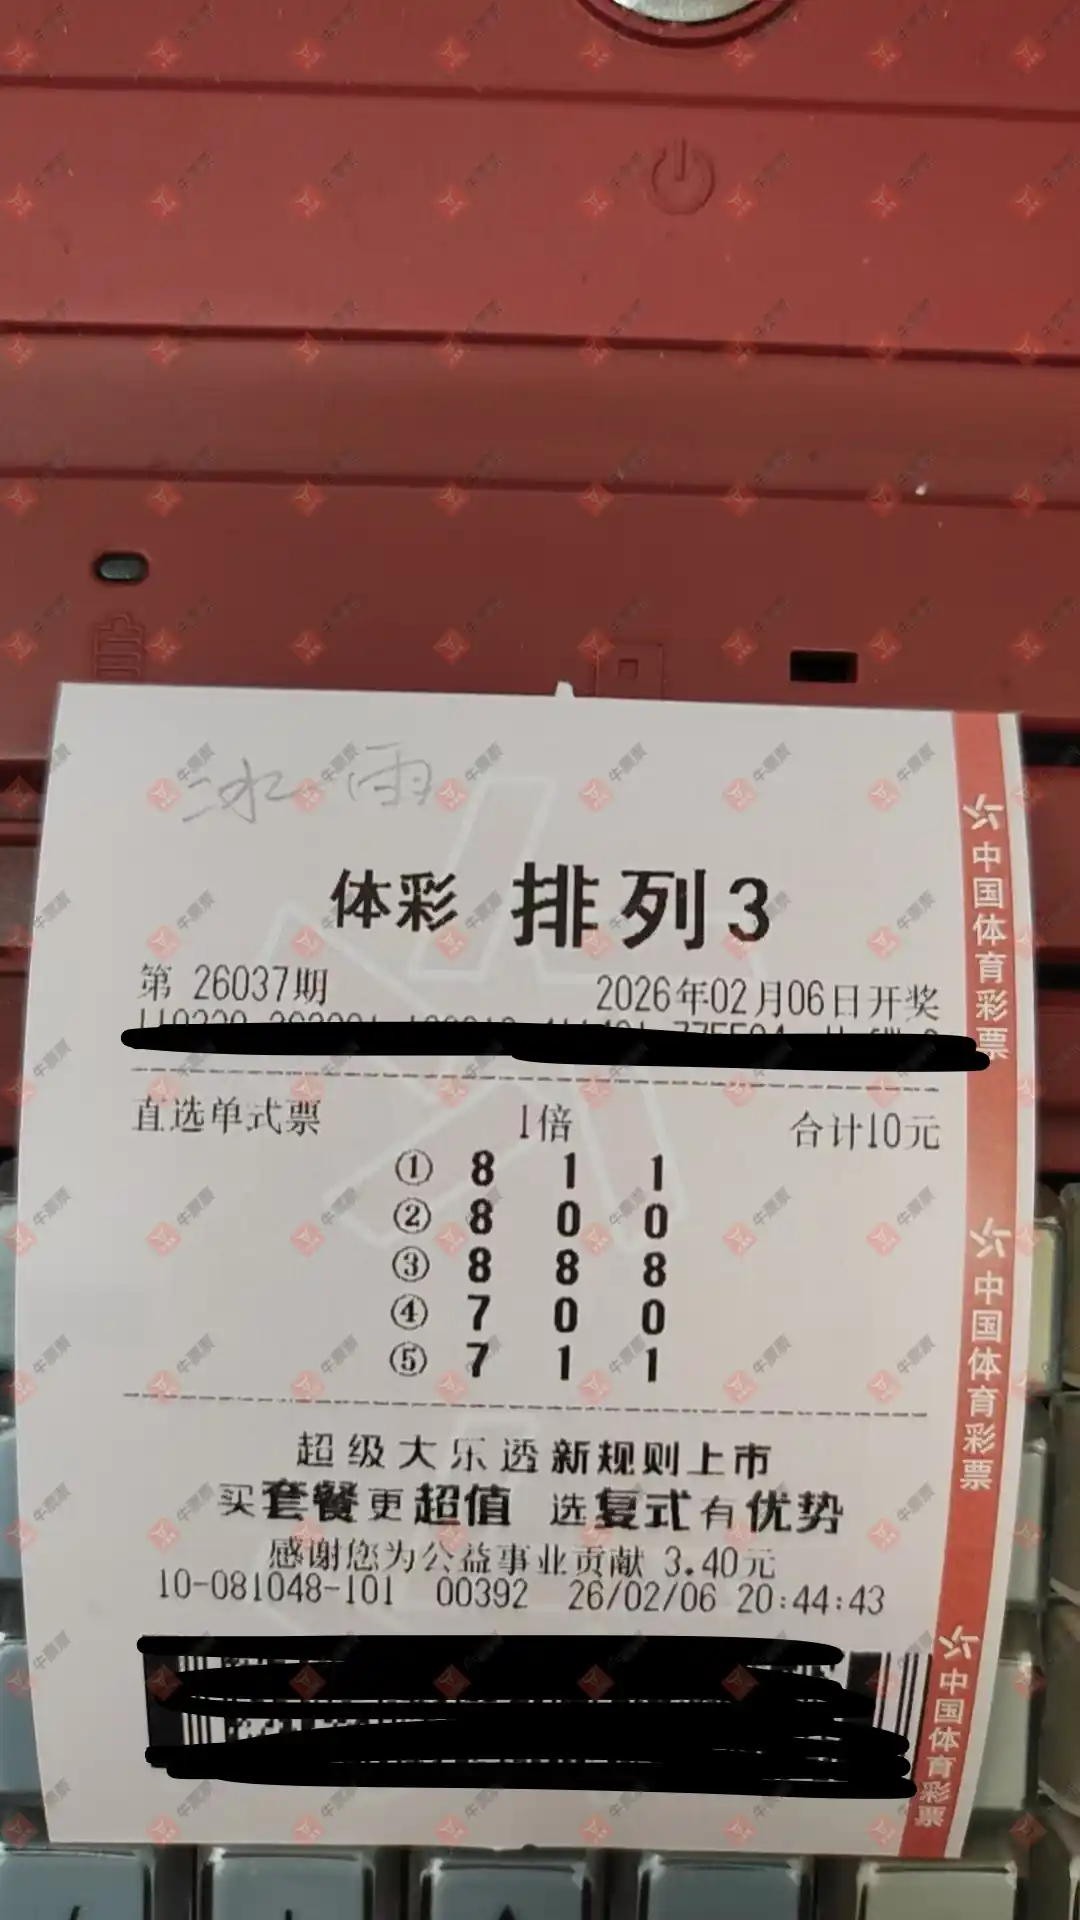 冰雨
体彩 排列3
第 26037期 2026年02月06日开奖
直选单式票 1倍 合计10元
① 8 1 1
② 8 0 0
③ 8 8 8
④ 7 0 0
⑤ 7 1 1
超级大乐透新规则上市
买套餐更超值 选复式有优势
感谢您为公益事业贡献 3.40元
10-081048-101 00392 26/02/06 20:44:43
中国体育彩票
中国体育彩票
中国体育彩票
牛票票